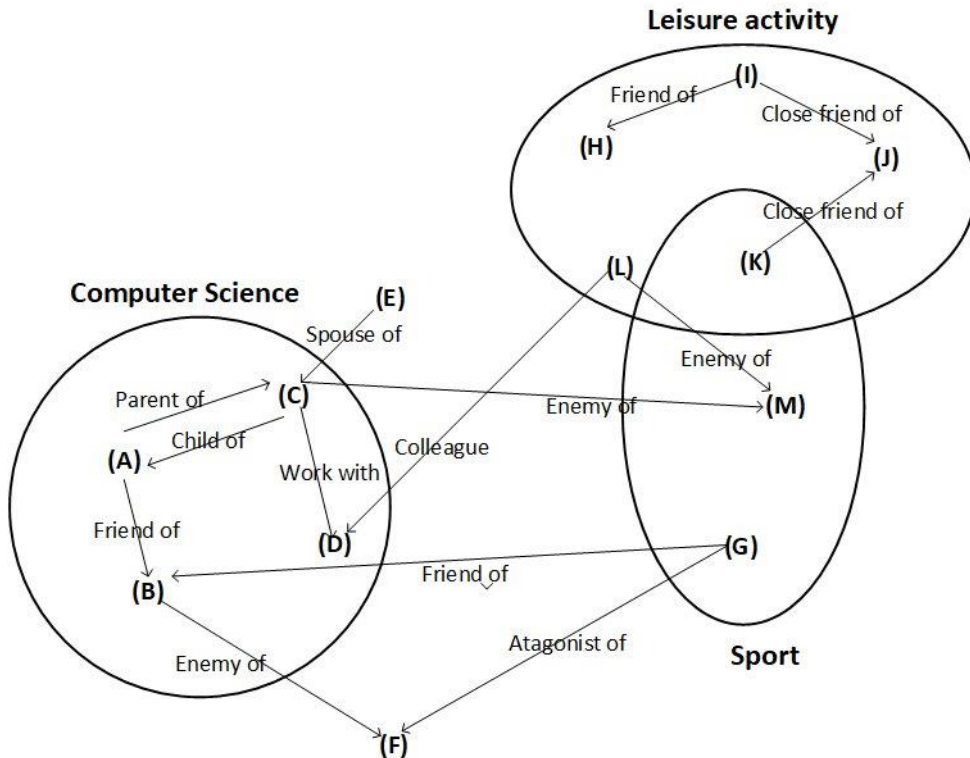 Leisure activity
(I)
Friend of
Close friend of
(H)
(J)
Close friend of
(L)
(K)
Computer Science
(E)
Spouse of
Enemy of
(C)
Parent of
Enemy of
(M)
Child of
Colleague
(A)
Work with
Friend of
(D)
(G)
Friend of
(B)
Atagonist of
Enemy of
Sport
(F)